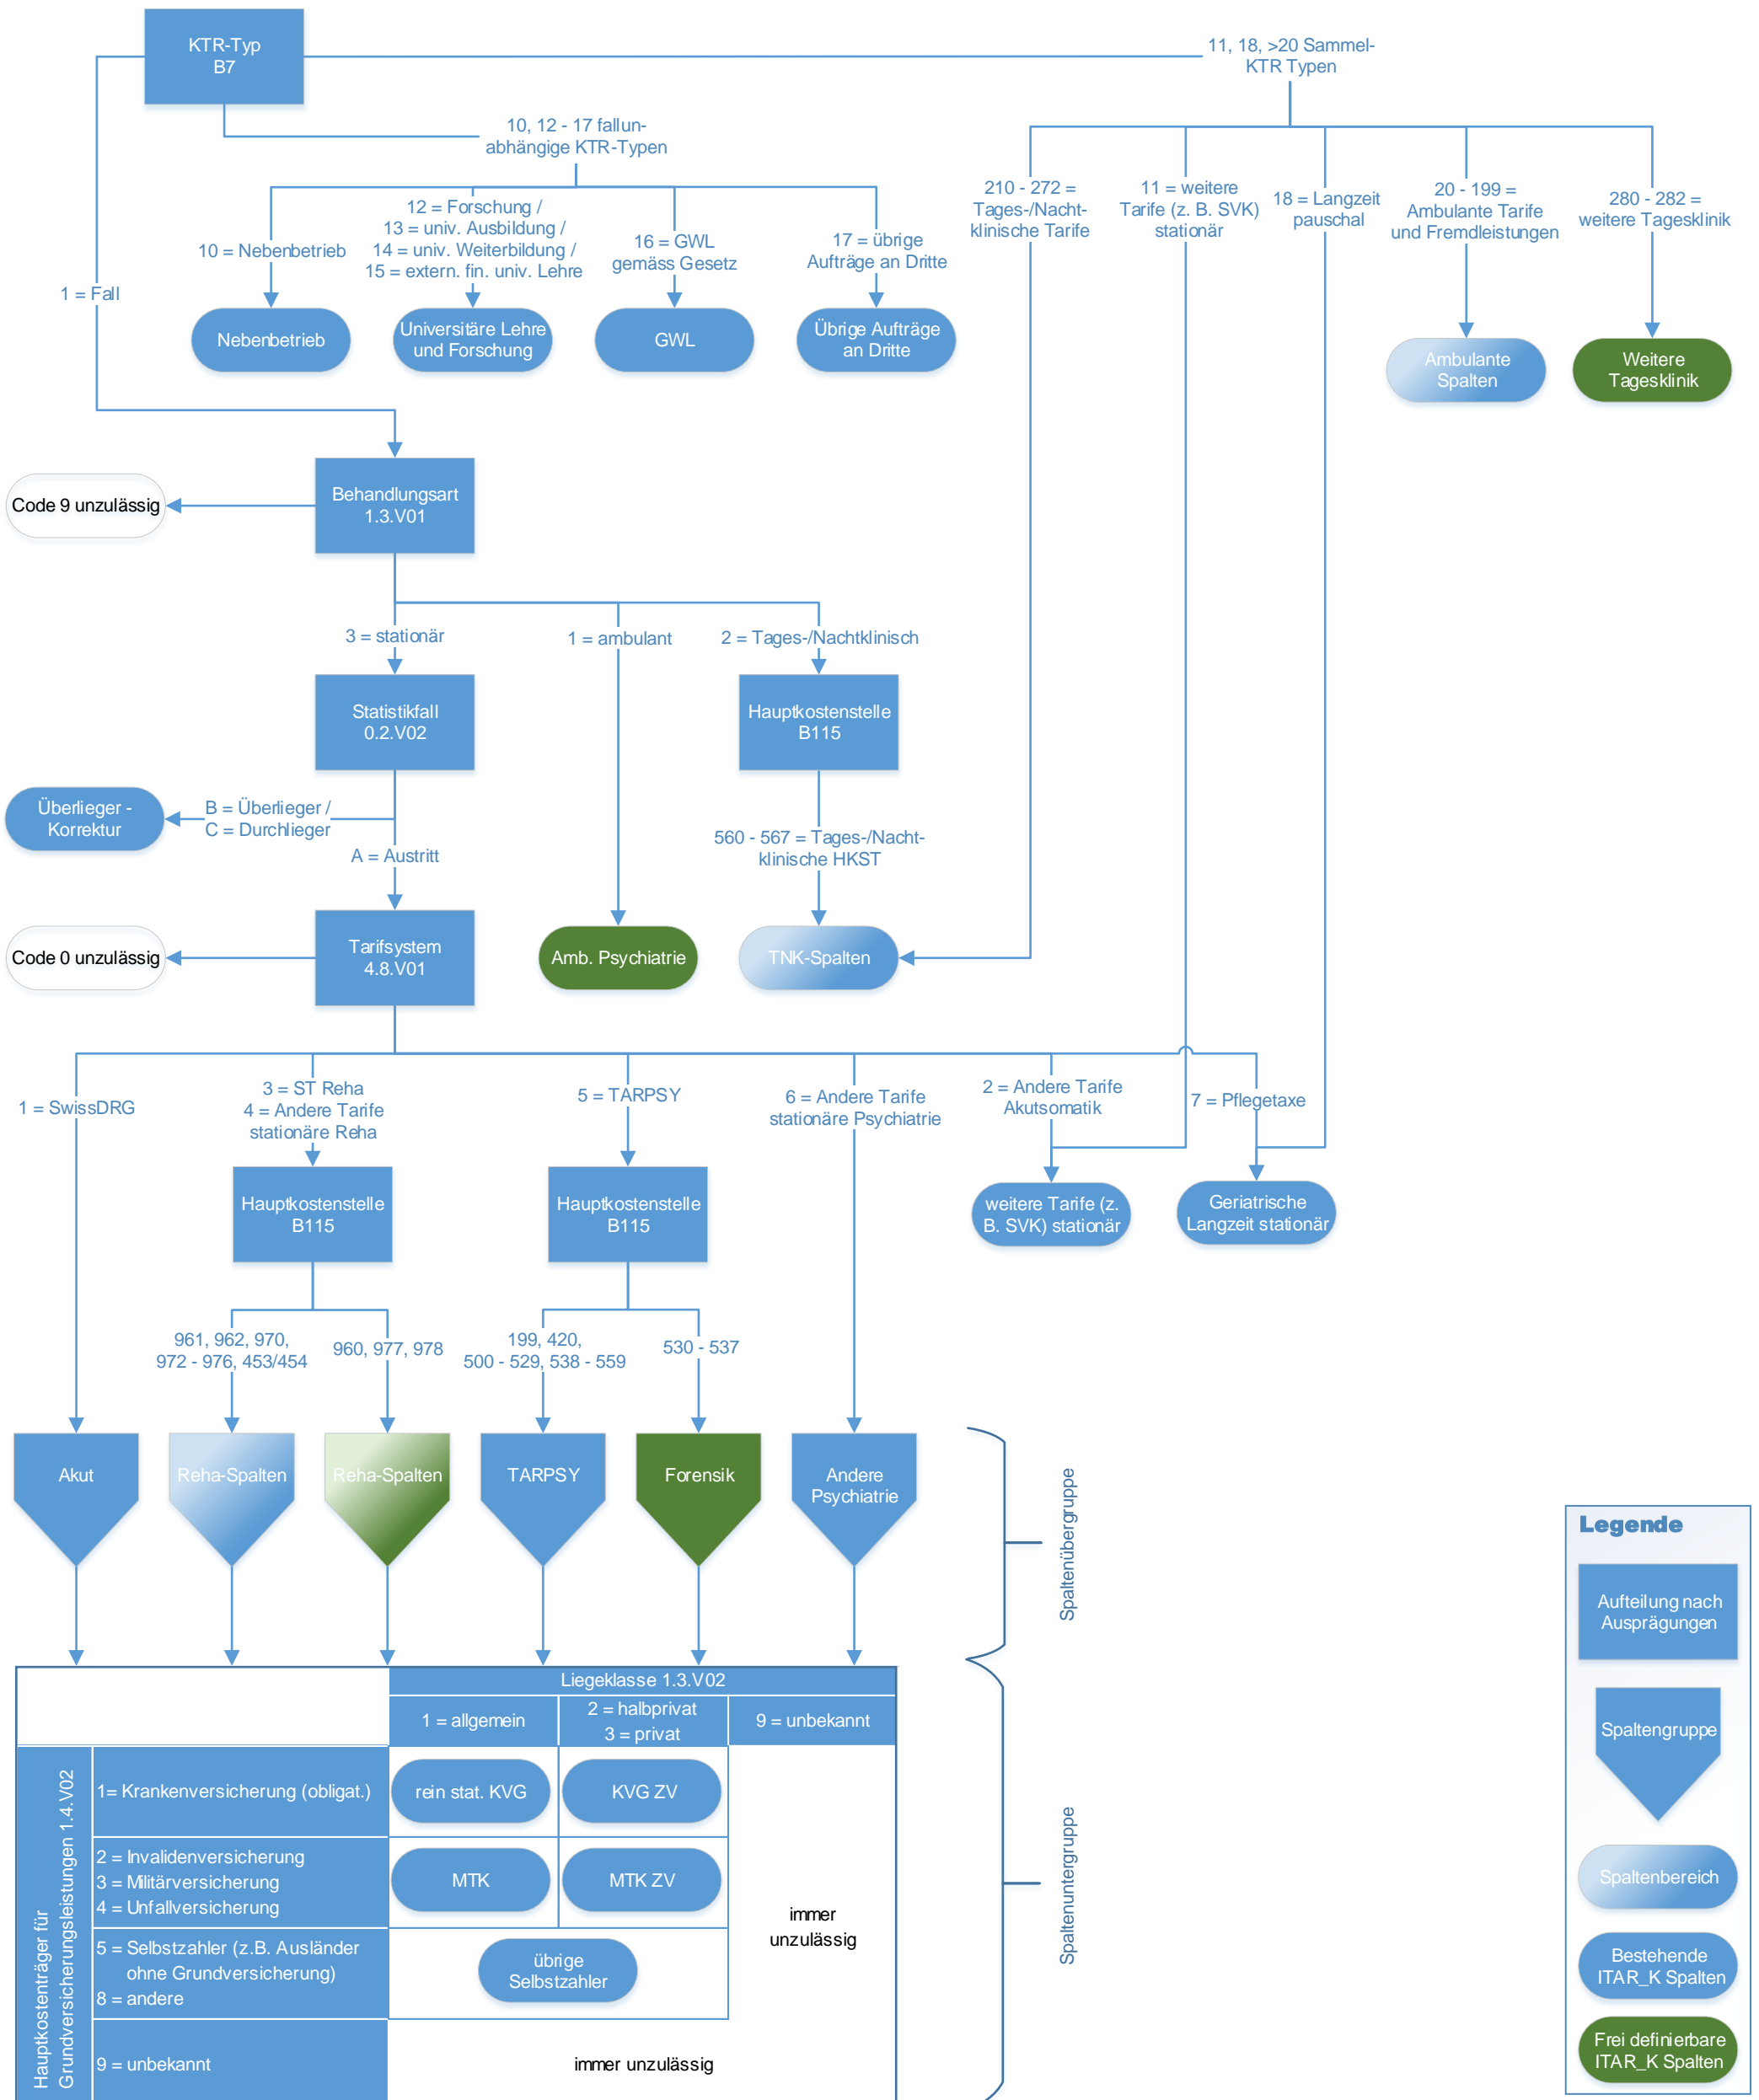 KTR-Typ
B7
11, 18, >20 Sammel-
KTR Typen
10, 12 - 17 fallun-
abhängige KTR-Typen
1 = Fall
10 = Nebenbetrieb
12 = Forschung /
13 = univ. Ausbildung /
14 = univ. Weiterbildung /
15 = extern. fin. univ. Lehre
16 = GWL
gemäss Gesetz
17 = übrige
Aufträge an Dritte
210 - 272 =
Tages-/Nacht-
klinische Tarife
11 = weitere
Tarife (z. B. SVK)
stationär
18 = Langzeit
pauschal
20 - 199 =
Ambulante Tarife
und Fremdleistungen
280 - 282 =
weitere Tagesklinik
Nebenbetrieb
Universitäre Lehre
und Forschung
GWL
Übrige Aufträge
an Dritte
Ambulante
Spalten
Weitere
Tagesklinik
Code 9 unzulässig
Behandlungsart
1.3.V01
3 = stationär
1 = ambulant
2 = Tages-/Nachtklinisch
Statistikfall
0.2.V02
Hauptkostenstelle
B115
Überlieger -
Korrektur
B = Überlieger /
C = Durchlieger
A = Austritt
560 - 567 = Tages-/Nacht-
klinische HKST
Code 0 unzulässig
Tarifsystem
4.8.V01
Amb. Psychiatrie
TNK-Spalten
1 = SwissDRG
3 = ST Reha
4 = Andere Tarife
stationäre Reha
5 = TARPSY
6 = Andere Tarife
stationäre Psychiatrie
2 = Andere Tarife
Akutsomatik
7 = Pflegetaxe
Hauptkostenstelle
B115
Hauptkostenstelle
B115
weitere Tarife (z.
B. SVK) stationär
Geriatrische
Langzeit stationär
961, 962, 970,
972 - 976, 453/454
960, 977, 978
199, 420,
500 - 529, 538 - 559
530 - 537
Akut
Reha-Spalten
Reha-Spalten
TARPSY
Forensik
Andere
Psychiatrie
Spaltenübergruppe
Liegeklasse 1.3.V02
1 = allgemein
2 = halbprivat
3 = privat
9 = unbekannt
Hauptkostenträger für
Grundversicherungsleistungen 1.4.V02
1= Krankenversicherung (obligat.)
rein stat. KVG
KVG ZV
2 = Invalidenversicherung
3 = Militärversicherung
4 = Unfallversicherung
MTK
MTK ZV
immer
unzulässig
5 = Selbstzahler (z.B. Ausländer
ohne Grundversicherung)
8 = andere
übrige
Selbstzahler
9 = unbekannt
immer unzulässig
Spaltenuntergruppe
Legende
Aufteilung nach
Ausprägungen
Spaltengruppe
Spaltenbereich
Bestehende
ITAR_K Spalten
Frei definierbare
ITAR_K Spalten